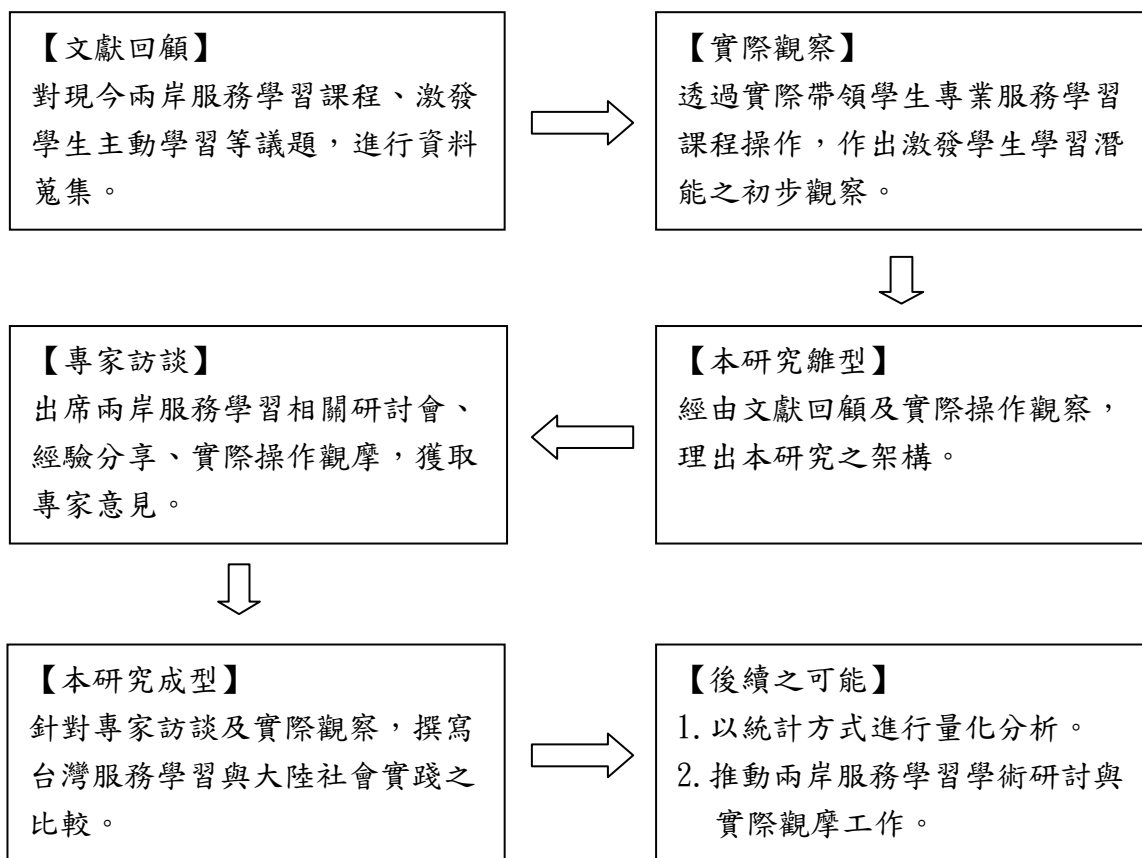 【文獻回顧】
對現今兩岸服務學習課程、激發
學生主動學習等議題，進行資料
蒐集。
【實際觀察】
透過實際帶領學生專業服務學習
課程操作，作出激發學生學習潛
能之初步觀察。
【本研究雛型】
經由文獻回顧及實際操作觀察，
理出本研究之架構。
【專家訪談】
出席兩岸服務學習相關研討會、
經驗分享、實際操作觀摩，獲取
專家意見。
【本研究成型】
針對專家訪談及實際觀察，撰寫
台灣服務學習與大陸社會實踐之
比較。
【後續之可能】
1.以統計方式進行量化分析。
2.推動兩岸服務學習學術研討與
實際觀摩工作。